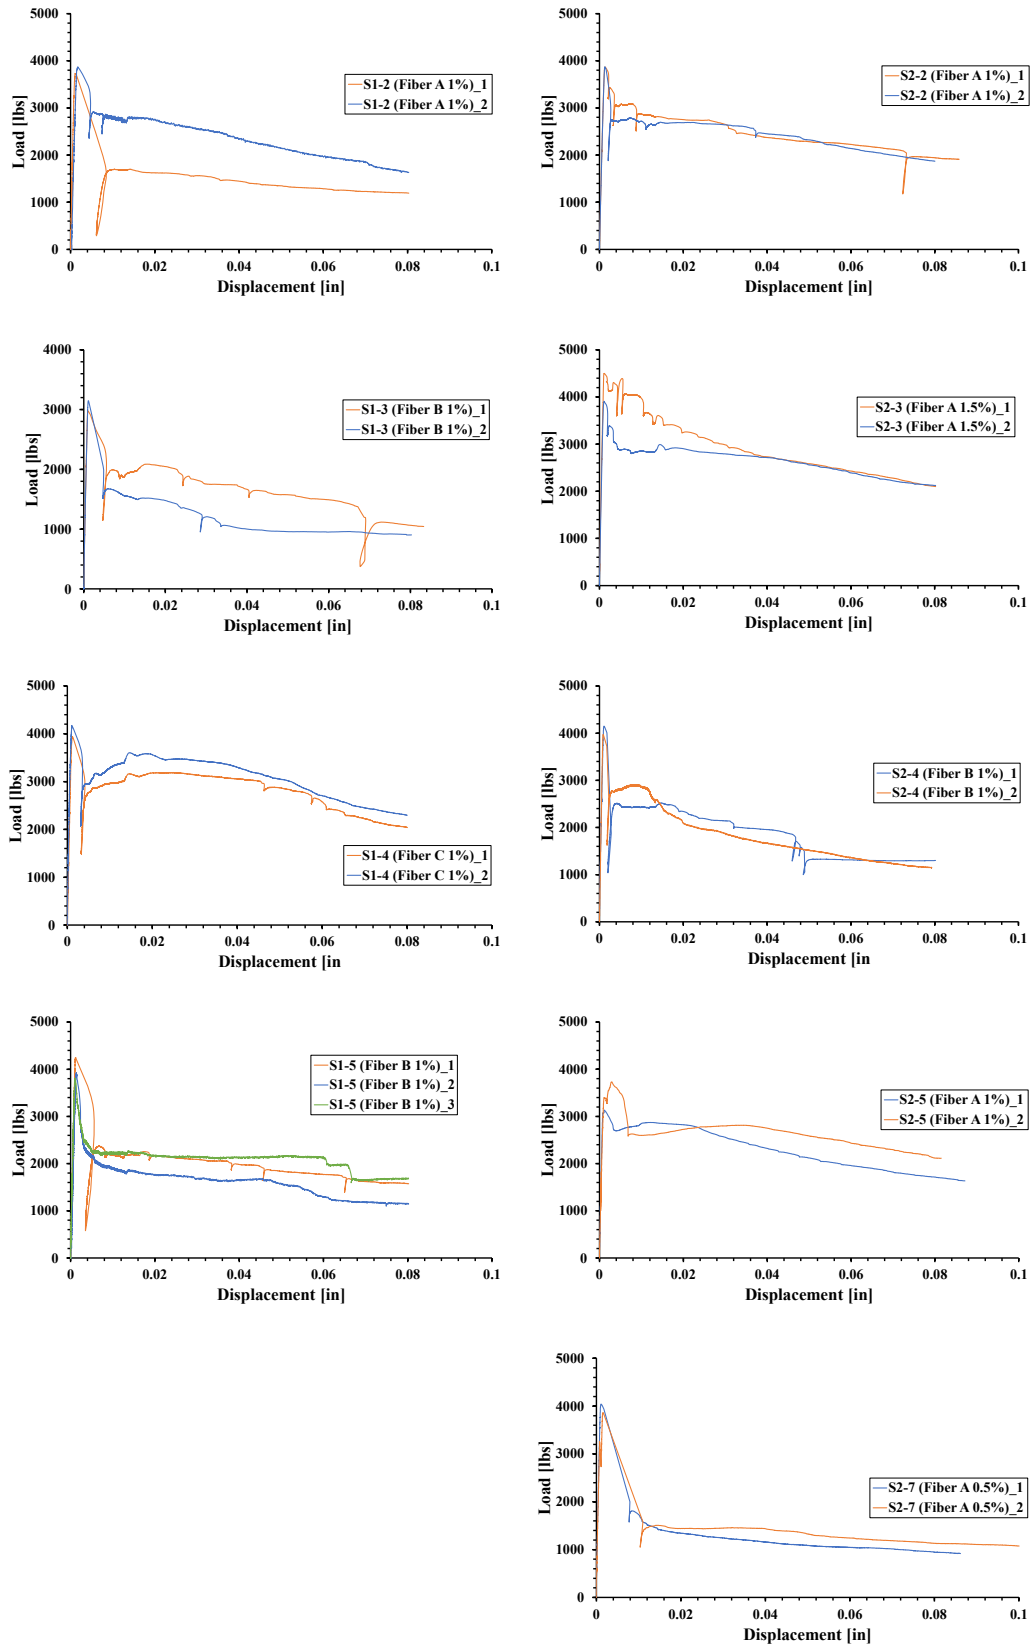 5000
4000
3000
2000
1000
0
Load [lbs]
S1-2 (Fiber A 1%)_1
S1-2 (Fiber A 1%)_2
0 0.02 0.04 0.06 0.08 0.1
Displacement [in]
5000
4000
3000
2000
1000
0
Load [lbs]
S2-2 (Fiber A 1%)_1
S2-2 (Fiber A 1%)_2
0 0.02 0.04 0.06 0.08 0.1
Displacement [in]
4000
3000
2000
1000
0
Load [lbs]
S1-3 (Fiber B 1%)_1
S1-3 (Fiber B 1%)_2
0 0.02 0.04 0.06 0.08 0.1
Displacement [in]
5000
4000
3000
2000
1000
0
Load [lbs]
S2-3 (Fiber A 1.5%)_1
S2-3 (Fiber A 1.5%)_2
0 0.02 0.04 0.06 0.08 0.1
Displacement [in]
5000
4000
3000
2000
1000
0
Load [lbs]
S1-4 (Fiber C 1%)_1
S1-4 (Fiber C 1%)_2
0 0.02 0.04 0.06 0.08 0.1
Displacement [in
5000
4000
3000
2000
1000
0
Load [lbs]
S2-4 (Fiber B 1%)_1
S2-4 (Fiber B 1%)_2
0 0.02 0.04 0.06 0.08 0.1
Displacement [in
5000
4000
3000
2000
1000
0
Load [lbs]
S1-5 (Fiber B 1%)_1
S1-5 (Fiber B 1%)_2
S1-5 (Fiber B 1%)_3
0 0.02 0.04 0.06 0.08 0.1
Displacement [in]
5000
4000
3000
2000
1000
0
Load [lbs]
S2-5 (Fiber A 1%)_1
S2-5 (Fiber A 1%)_2
0 0.02 0.04 0.06 0.08 0.1
Displacement [in]
5000
4000
3000
2000
1000
0
Load [lbs]
S2-7 (Fiber A 0.5%)_1
S2-7 (Fiber A 0.5%)_2
0 0.02 0.04 0.06 0.08 0.1
Displacement [in]